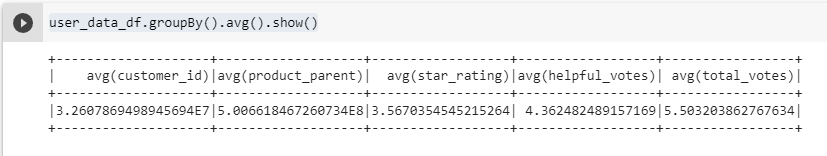 user_data_df.groupBy().avg().show()
+--------------------+-------------------+------------------+------------------+-----------------+
|    avg(customer_id)|avg(product_parent)|  avg(star_rating)|avg(helpful_votes)| avg(total_votes)|
+--------------------+-------------------+------------------+------------------+-----------------+
|3.2607869498945694E7|5.006618467260734E8|3.5670354545215264| 4.362482489157169|5.503203862767634|
+--------------------+-------------------+------------------+------------------+-----------------+